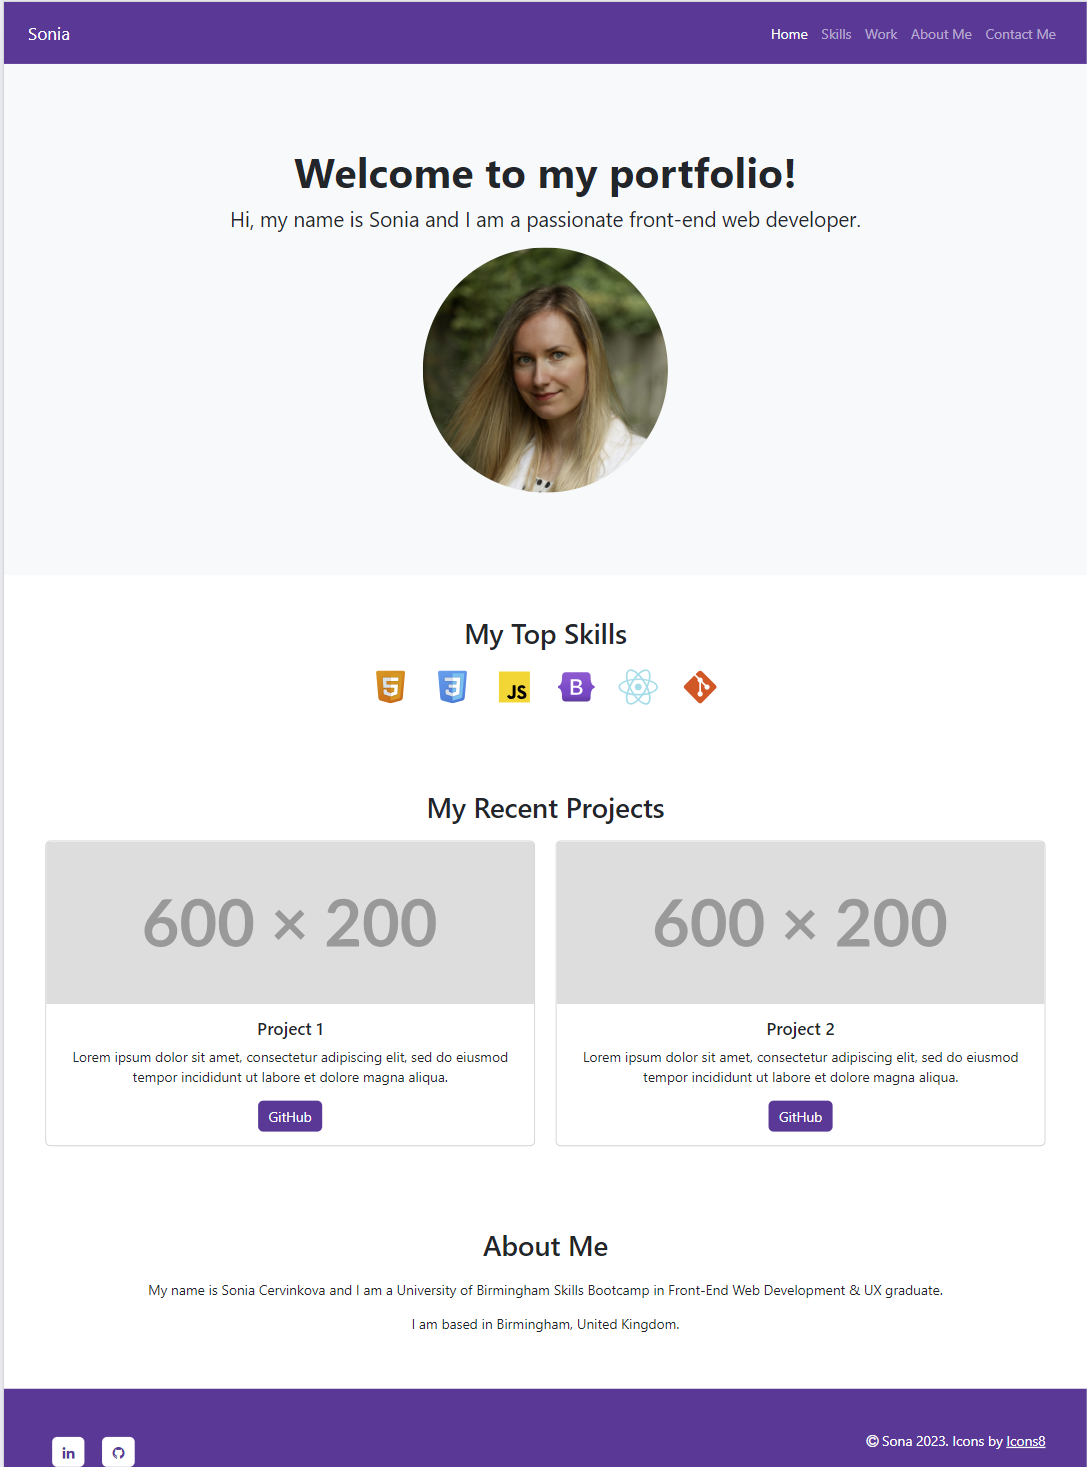 Sonia
Home Skills Work About Me Contact Me
Welcome to my portfolio!
Hi, my name is Sonia and I am a passionate front-end web developer.
My Top Skills
5 3 JS B
My Recent Projects
600 × 200
Project 1
Lorem ipsum dolor sit amet, consectetur adipiscing elit, sed do eiusmod
tempor incididunt ut labore et dolore magna aliqua.
GitHub
600 × 200
Project 2
Lorem ipsum dolor sit amet, consectetur adipiscing elit, sed do eiusmod
tempor incididunt ut labore et dolore magna aliqua.
GitHub
About Me
My name is Sonia Cervinkova and I am a University of Birmingham Skills Bootcamp in Front-End Web Development & UX graduate.
I am based in Birmingham, United Kingdom.
in
© Sona 2023. Icons by Icons8